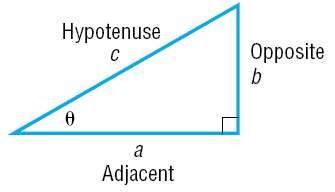 Hypotenuse
c
Opposite
b
θ
a
Adjacent